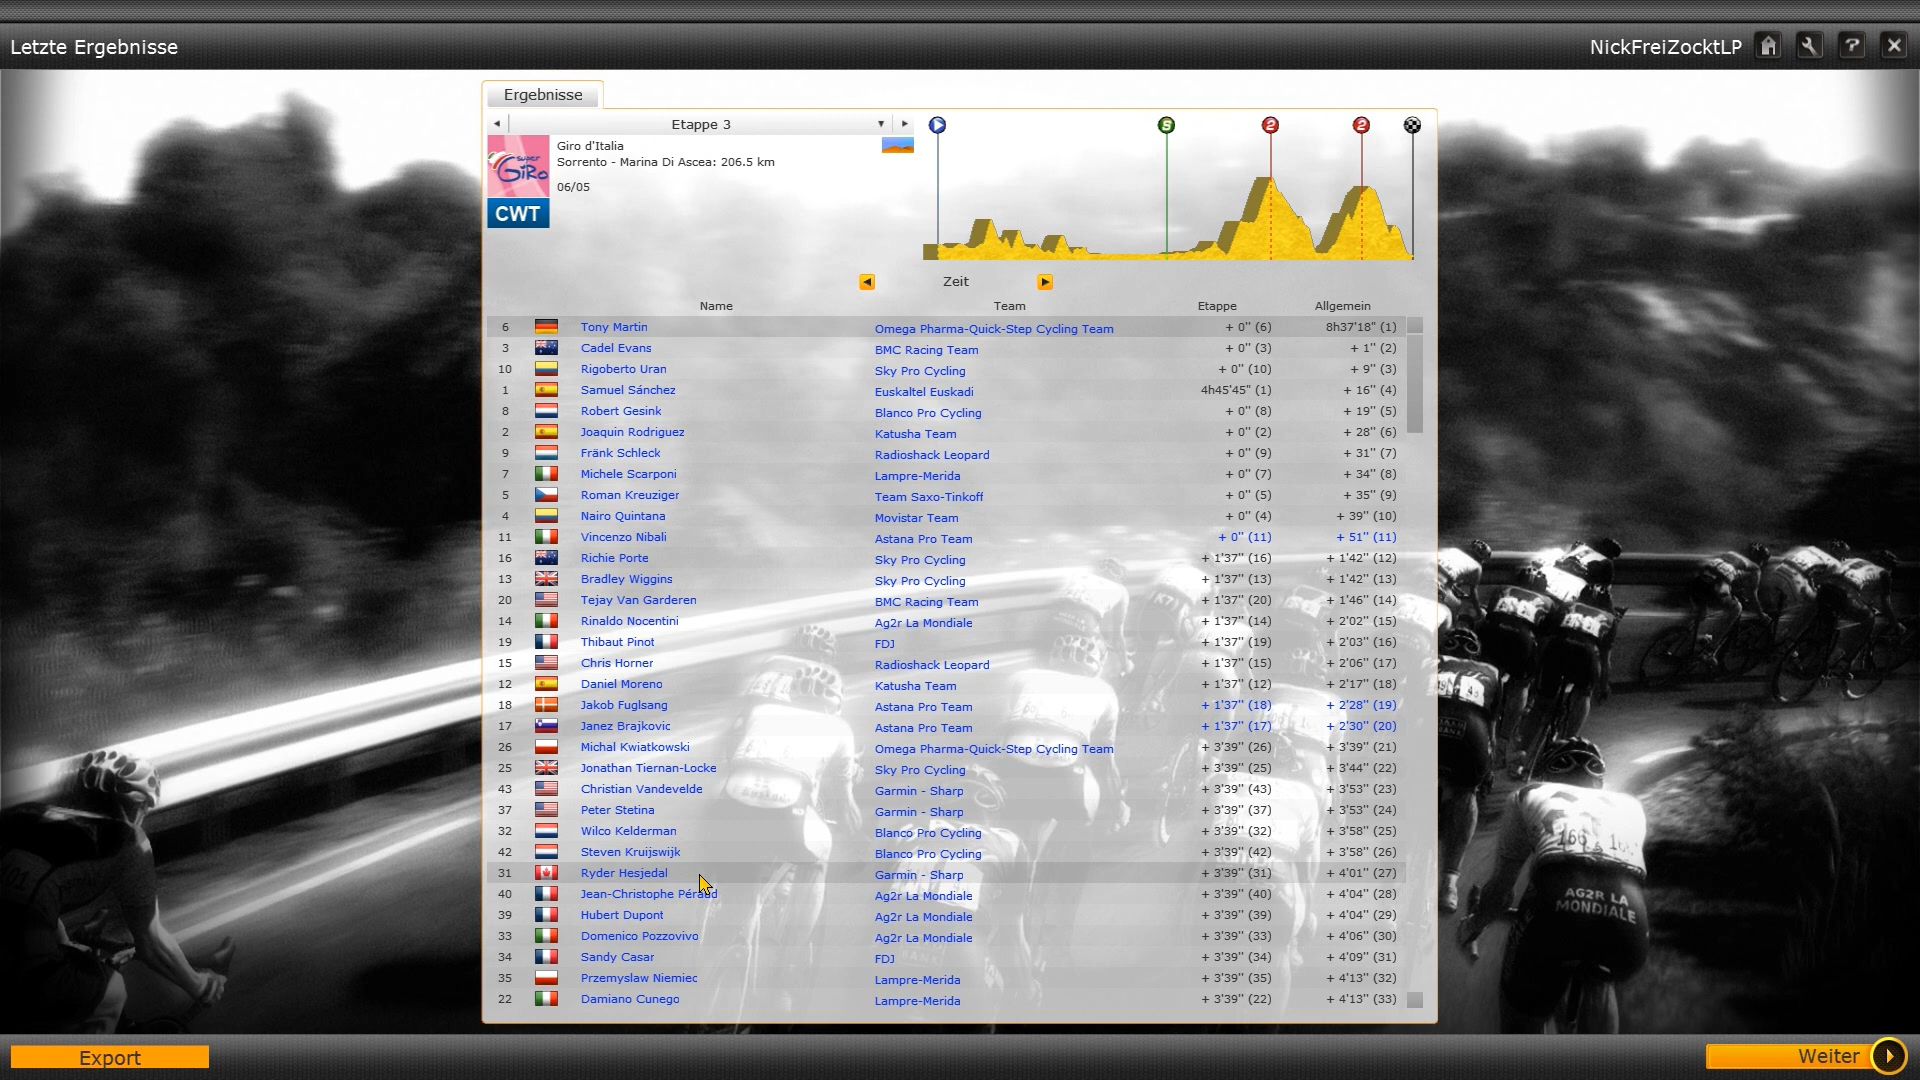 Letzte Ergebnisse
NickFreiZocktLP
Ergebnisse
Etappe 3
Giro d'Italia
Sorrento - Marina Di Ascea: 206.5 km
06/05
super GiRO
CWT
S 2 2
Zeit
Name Team Etappe Allgemein
6 Tony Martin Omega Pharma-Quick-Step Cycling Team + 0'' (6) 8h37'18'' (1)
3 Cadel Evans BMC Racing Team + 0'' (3) + 1'' (2)
10 Rigoberto Uran Sky Pro Cycling + 0'' (10) + 9'' (3)
1 Samuel Sánchez Euskaltel Euskadi 4h45'45'' (1) + 16'' (4)
8 Robert Gesink Blanco Pro Cycling + 0'' (8) + 19'' (5)
2 Joaquin Rodriguez Katusha Team + 0'' (2) + 28'' (6)
9 Fränk Schleck Radioshack Leopard + 0'' (9) + 31'' (7)
7 Michele Scarponi Lampre-Merida + 0'' (7) + 34'' (8)
5 Roman Kreuziger Team Saxo-Tinkoff + 0'' (5) + 35'' (9)
4 Nairo Quintana Movistar Team + 0'' (4) + 39'' (10)
11 Vincenzo Nibali Astana Pro Team + 0'' (11) + 51'' (11)
16 Richie Porte Sky Pro Cycling + 1'37'' (16) + 1'42'' (12)
13 Bradley Wiggins Sky Pro Cycling + 1'37'' (13) + 1'42'' (13)
20 Tejay Van Garderen BMC Racing Team + 1'37'' (20) + 1'46'' (14)
14 Rinaldo Nocentini Ag2r La Mondiale + 1'37'' (14) + 2'02'' (15)
19 Thibaut Pinot FDJ + 1'37'' (19) + 2'03'' (16)
15 Chris Horner Radioshack Leopard + 1'37'' (15) + 2'06'' (17)
12 Daniel Moreno Katusha Team + 1'37'' (12) + 2'17'' (18)
18 Jakob Fuglsang Astana Pro Team + 1'37'' (18) + 2'28'' (19)
17 Janez Brajkovic Astana Pro Team + 1'37'' (17) + 2'30'' (20)
26 Michal Kwiatkowski Omega Pharma-Quick-Step Cycling Team + 3'39'' (26) + 3'39'' (21)
25 Jonathan Tiernan-Locke Sky Pro Cycling + 3'39'' (25) + 3'44'' (22)
43 Christian Vandevelde Garmin - Sharp + 3'39'' (43) + 3'53'' (23)
37 Peter Stetina Garmin - Sharp + 3'39'' (37) + 3'53'' (24)
32 Wilco Kelderman Blanco Pro Cycling + 3'39'' (32) + 3'58'' (25)
42 Steven Kruijswijk Blanco Pro Cycling + 3'39'' (42) + 3'58'' (26)
31 Ryder Hesjedal Garmin - Sharp + 3'39'' (31) + 4'01'' (27)
40 Jean-Christophe Péraud Ag2r La Mondiale + 3'39'' (40) + 4'04'' (28)
39 Hubert Dupont Ag2r La Mondiale + 3'39'' (39) + 4'04'' (29)
33 Domenico Pozzovivo Ag2r La Mondiale + 3'39'' (33) + 4'06'' (30)
34 Sandy Casar FDJ + 3'39'' (34) + 4'09'' (31)
35 Przemyslaw Niemiec Lampre-Merida + 3'39'' (35) + 4'13'' (32)
22 Damiano Cunego Lampre-Merida + 3'39'' (22) + 4'13'' (33)
166
AG2R LA
MONDIALE
Export
Weiter